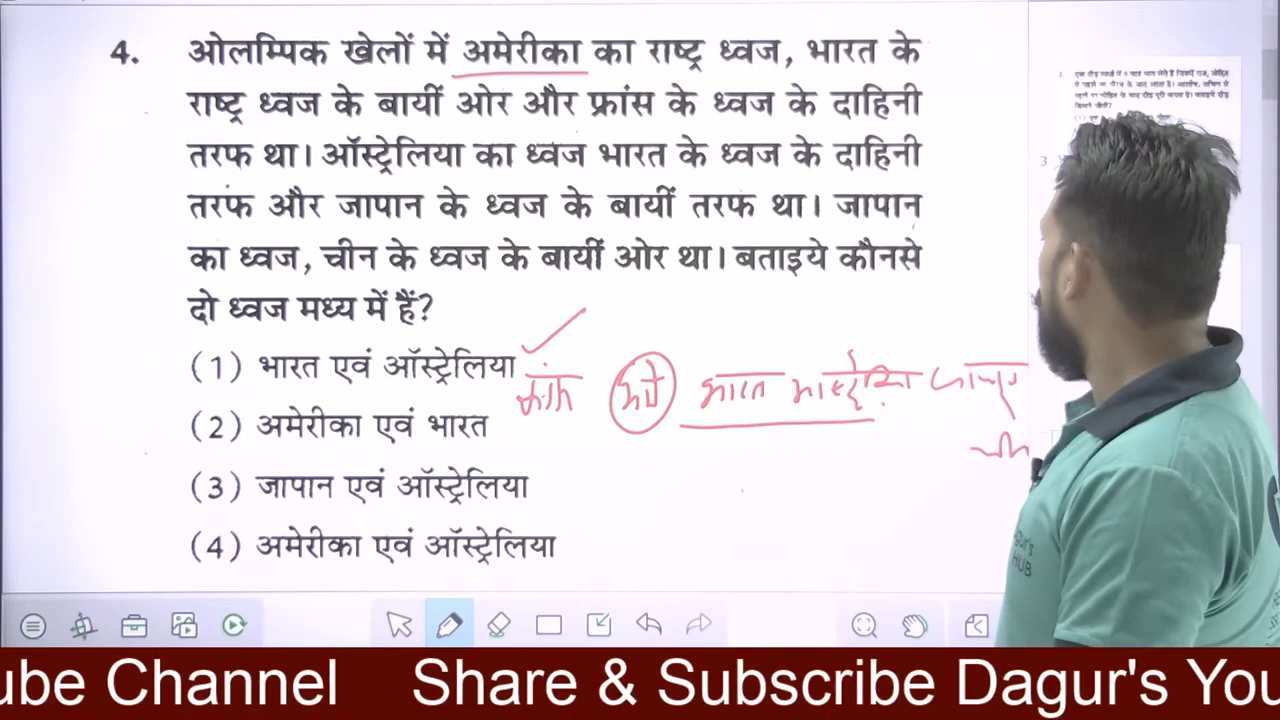 4. ओलम्पिक खेलों में अमेरीका का राष्ट्र ध्वज, भारत के
राष्ट्र ध्वज के बायीं ओर और फ्रांस के ध्वज के दाहिनी
तरफ था। ऑस्ट्रेलिया का ध्वज भारत के ध्वज के दाहिनी
तरफ और जापान के ध्वज के बायीं तरफ था। जापान
का ध्वज, चीन के ध्वज के बायीं ओर था। बताइये कौनसे
दो ध्वज मध्य में हैं?
(1) भारत एवं ऑस्ट्रेलिया
(2) अमेरीका एवं भारत
(3) जापान एवं ऑस्ट्रेलिया
(4) अमेरीका एवं ऑस्ट्रेलिया
भारत
3
HUB
ube Channel Share & Subscribe Dagur's You